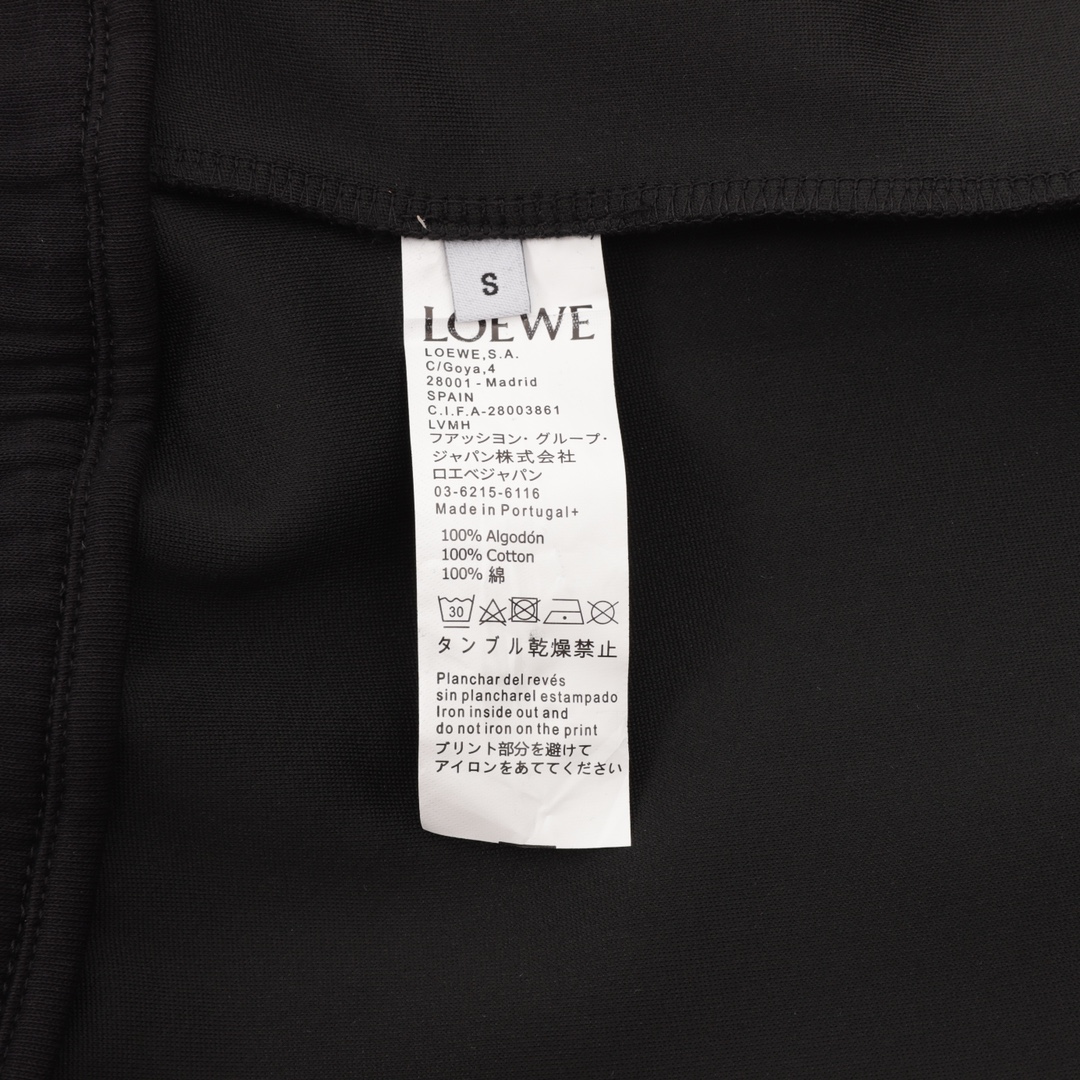 S
LOEWE
LOEWE,S.A.
C/Goya,4
28001 - Madrid
SPAIN
C.I.F.A-28003861
LVMH
フアッシヨン・グループ・
ジャパン株式会社
ロエベジャパン
03-6215-6116
Made in Portugal+
100% Algodón
100% Cotton
100% 綿
30
タンブル乾燥禁止
Planchar del revés
sin plancharel estampado
Iron inside out and
do not iron on the print
プリント部分を避けて
アイロンをあててください